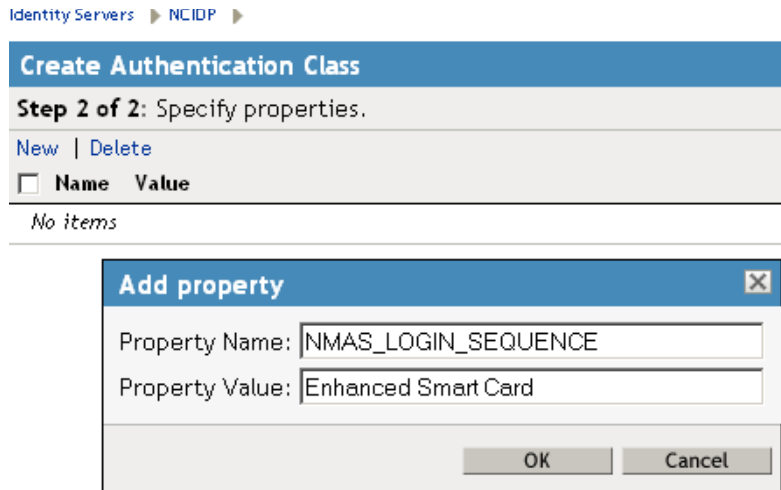 Identity Servers NCIDP
Create Authentication Class
Step 2 of 2: Specify properties.
New | Delete
Name Value
No items
Add property
Property Name: NMAS_LOGIN_SEQUENCE
Property Value: Enhanced Smart Card
OK Cancel